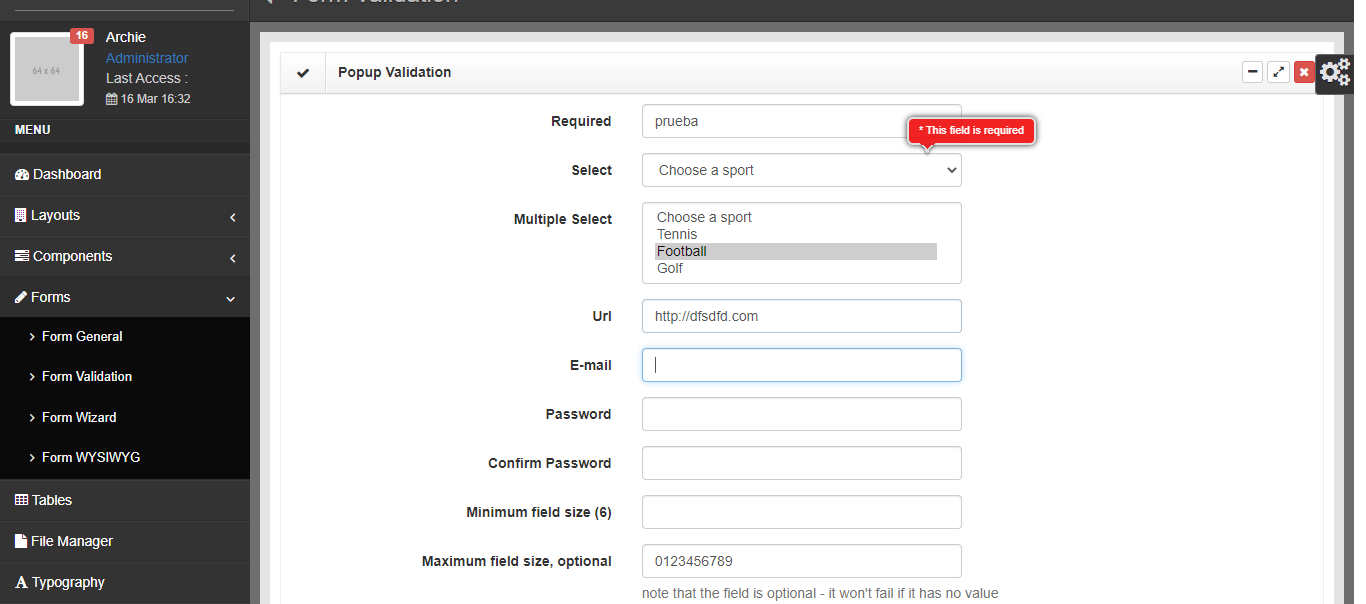 Form Validation
16
Archie
Administrator
Last Access :
16 Mar 16:32
64 x 64
MENU
Dashboard
Layouts
Components
Forms
Form General
Form Validation
Form Wizard
Form WYSIWYG
Tables
File Manager
Typography
Popup Validation
Required
prueba
* This field is required
Select
Choose a sport
Multiple Select
Choose a sport
Tennis
Football
Golf
Url
http://dfsdfd.com
E-mail
Password
Confirm Password
Minimum field size (6)
Maximum field size, optional
0123456789
note that the field is optional - it won't fail if it has no value